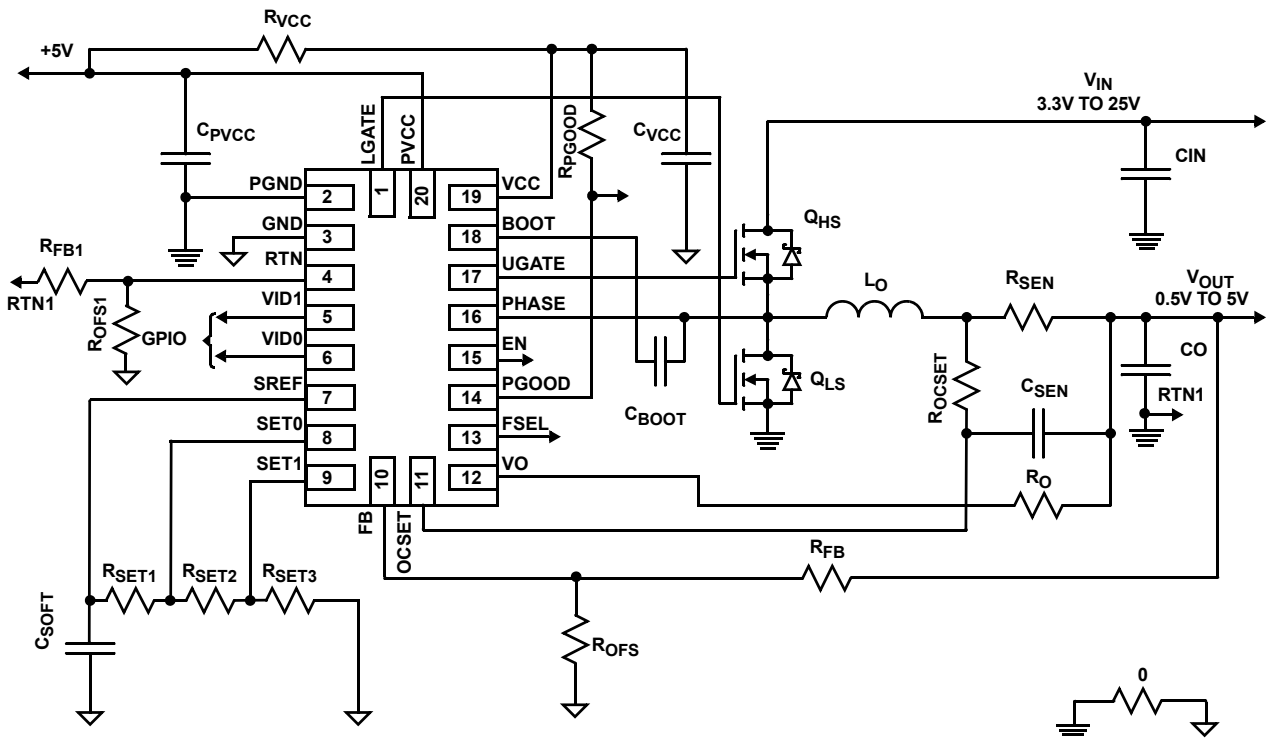 RVCC
+5V
VIN
3.3V TO 25V
CPVCC
LGATE
PVCC
RPGOOD
CVCC
CIN
PGND
2
1
20
19
VCC
GND
3
18
BOOT
QHS
RFB1
RTN
4
17
UGATE
RTN1
LO
RSEN
VOUT
0.5V TO 5V
ROFS1
GPIO
VID1
5
16
PHASE
VID0
6
15
EN
CO
SREF
7
14
PGOOD
QLS
ROCSET
CSEN
RTN1
CBOOT
SET0
8
13
FSEL
SET1
9
10
11
12
VO
RO
FB
OCSET
RFB
RSET1
RSET2
RSET3
CSOFT
ROFS
0